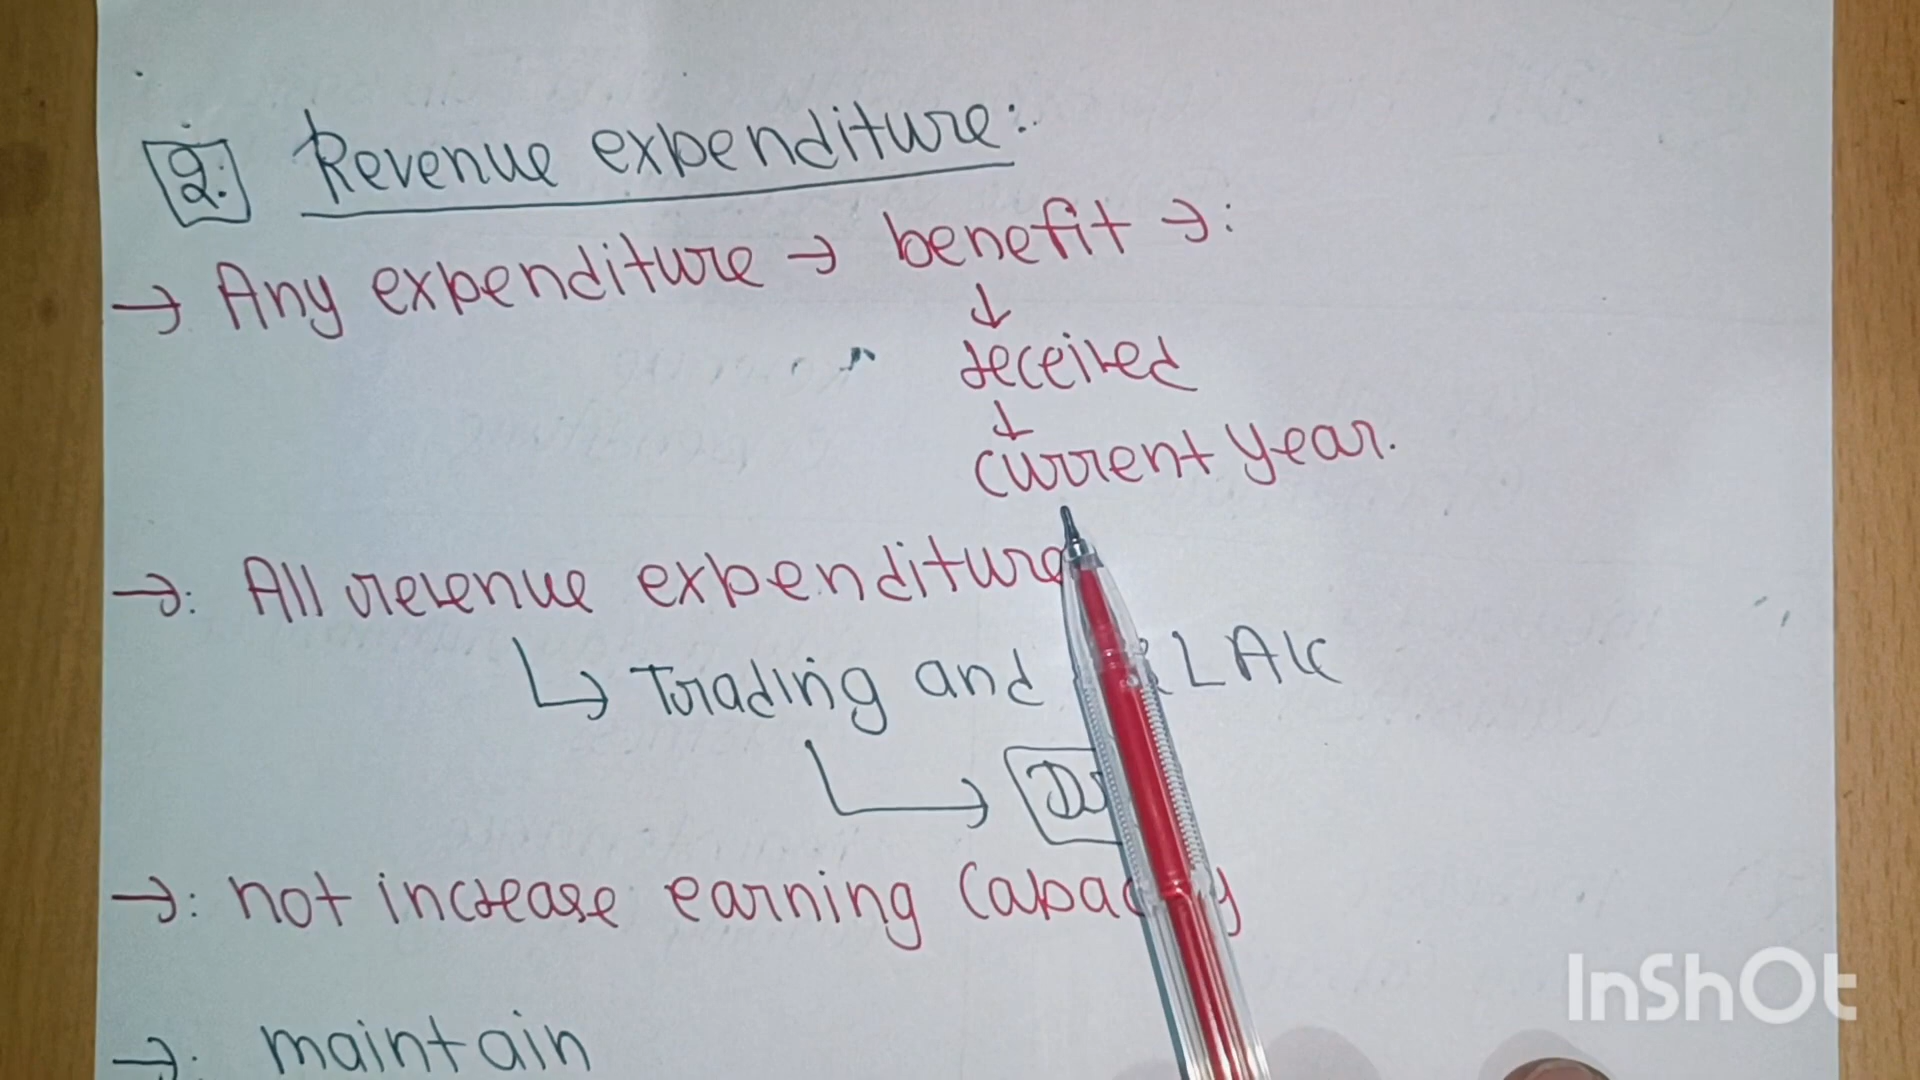 2. Revenue expenditure:
→ Any expenditure → benefit →:
↓
received
↓
current year.
→: All revenue expenditure
↳ Trading and L A/c
→: not increase earning
→: maintain
InShOt